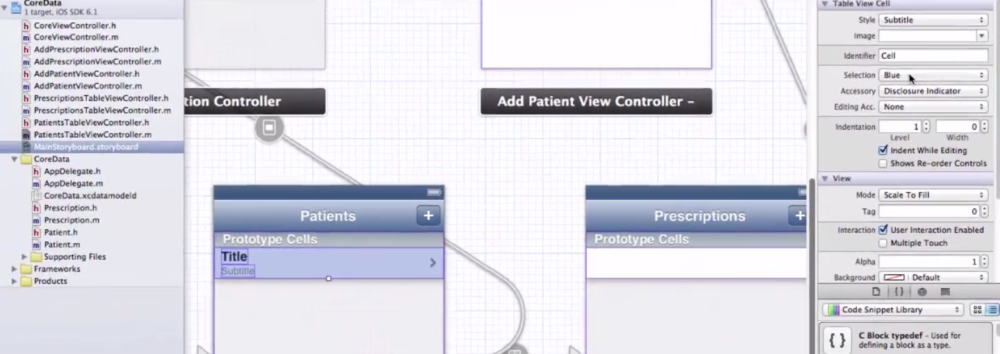 CoreData
1 target, iOS SDK 6.1
CoreViewController.h
CoreViewController.m
AddPrescriptionViewController.h
AddPrescriptionViewController.m
AddPatientViewController.h
AddPatientViewController.m
PrescriptionsTableViewController.h
PrescriptionsTableViewController.m
PatientsTableViewController.h
PatientsTableViewController.m
MainStoryboard.storyboard
CoreData
AppDelegate.h
AppDelegate.m
CoreData.xcdatamodeld
Prescription.h
Prescription.m
Patient.h
Patient.m
Supporting Files
Frameworks
Products
tion Controller
Add Patient View Controller –
Patients +
Prototype Cells
Title
Subtitle
Prescriptions +
Prototype Cells
Table View Cell
Style Subtitle
Image
Identifier Cell
Selection Blue
Accessory Disclosure Indicator
Editing Acc. None
Indentation 1 0
Level Width
Indent While Editing
Shows Re-order Controls
View
Mode Scale To Fill
Tag 0
Interaction User Interaction Enabled
Multiple Touch
Alpha 1
Background Default
{}
Code Snippet Library
{ } C Block typedef – Used for
defining a block as a type.